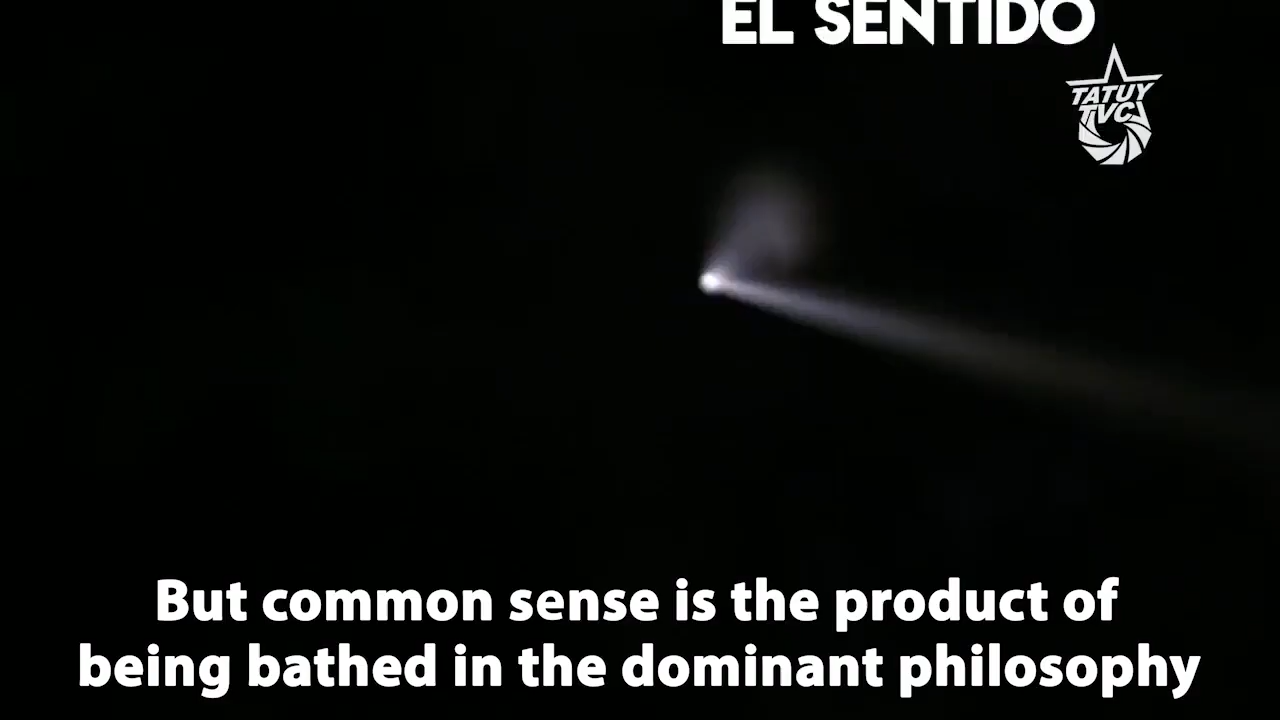 EL SENTIDO
TATUY
TVC
But common sense is the product of
being bathed in the dominant philosophy